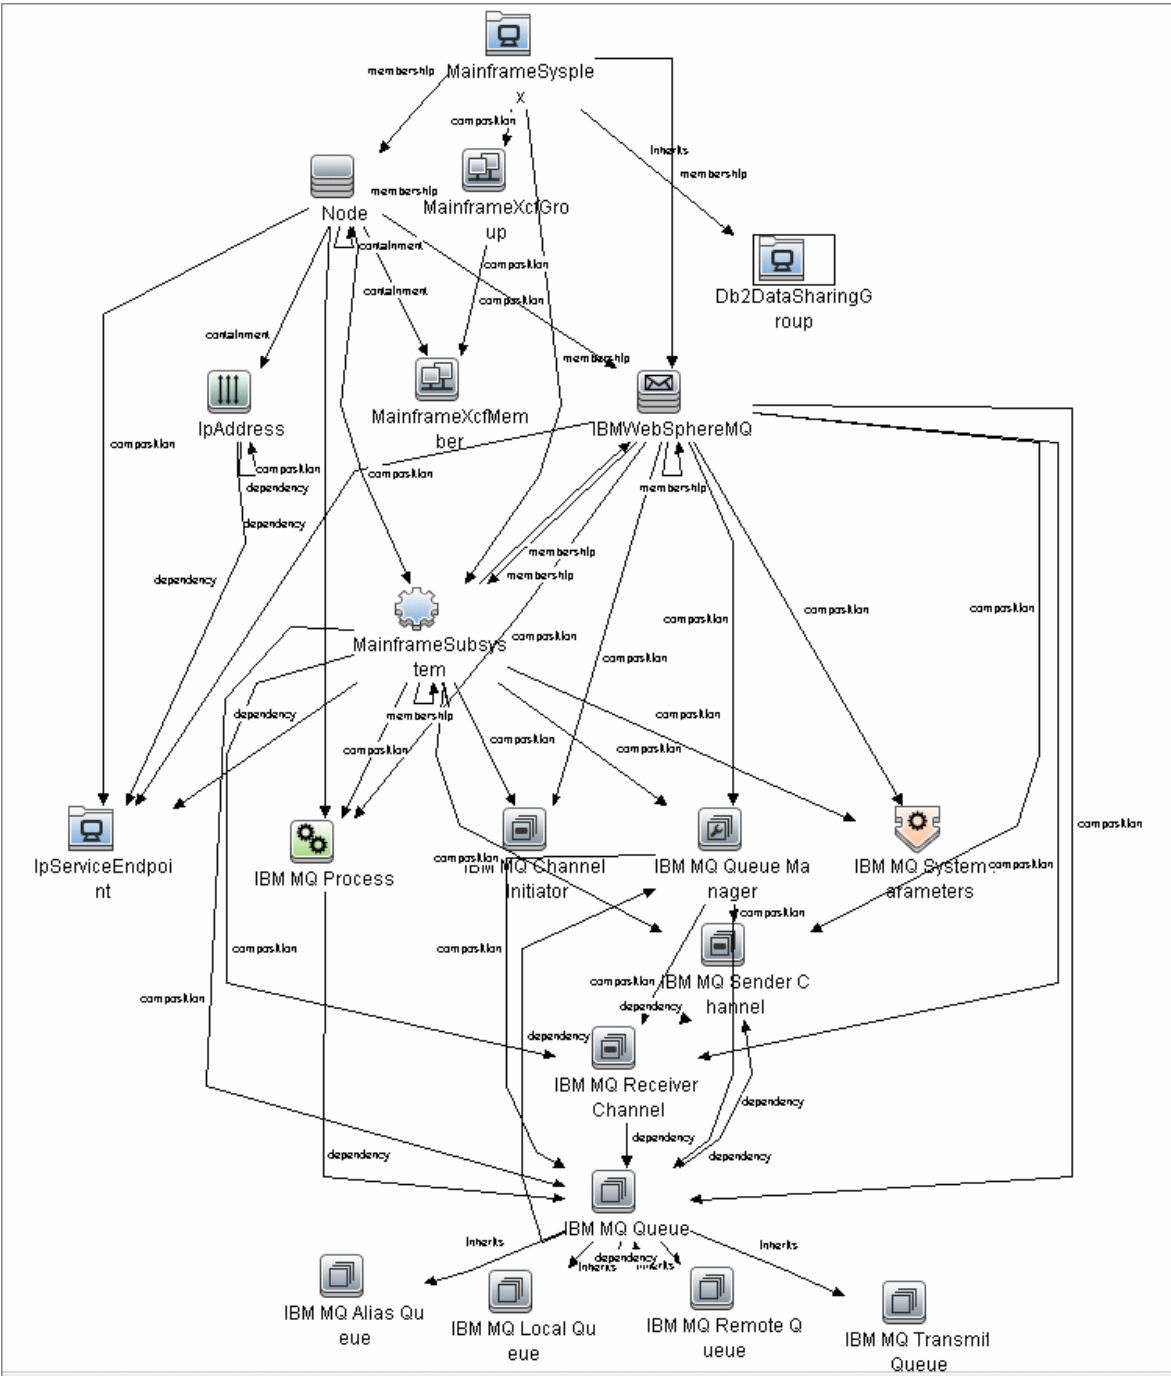 MainframeSysple
x
membership
composition
Inherits
membership
Node
membership
MainframeXcfGro
up
containment
composition
Db2DataSharingG
roup
containment
composition
containment
membership
IpAddress
MainframeXcfMem
ber
IBMWebSphereMQ
composition
composition
composition
dependency
membership
dependency
membership
dependency
membership
composition
composition
composition
composition
MainframeSubsys
tem
composition
dependency
membership
composition
composition
composition
composition
composition
IpServiceEndpoi
nt
IBM MQ Process
composition
IBM MQ Channel
Initiator
IBM MQ Queue Ma
nager
IBM MQ System
arameters
composition
composition
composition
composition
composition
IBM MQ Sender C
hannel
composition
dependency
dependency
IBM MQ Receiver
Channel
dependency
dependency
dependency
dependency
IBM MQ Queue
Inherits
dependency
Inherits
Inherits
Inherits
IBM MQ Alias Qu
eue
IBM MQ Local Qu
eue
IBM MQ Remote Q
ueue
IBM MQ Transmit
Queue